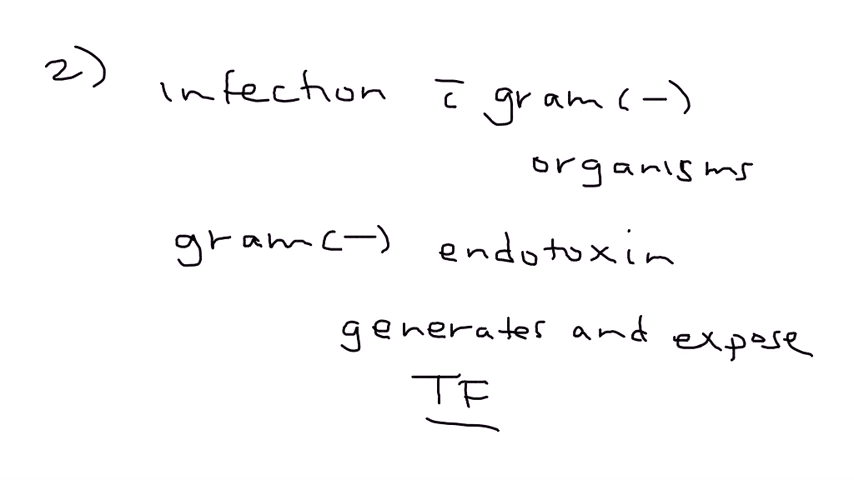 2) infection c̄ gram (-)
organisms
gram (-) endotoxin
generates and expose
TF